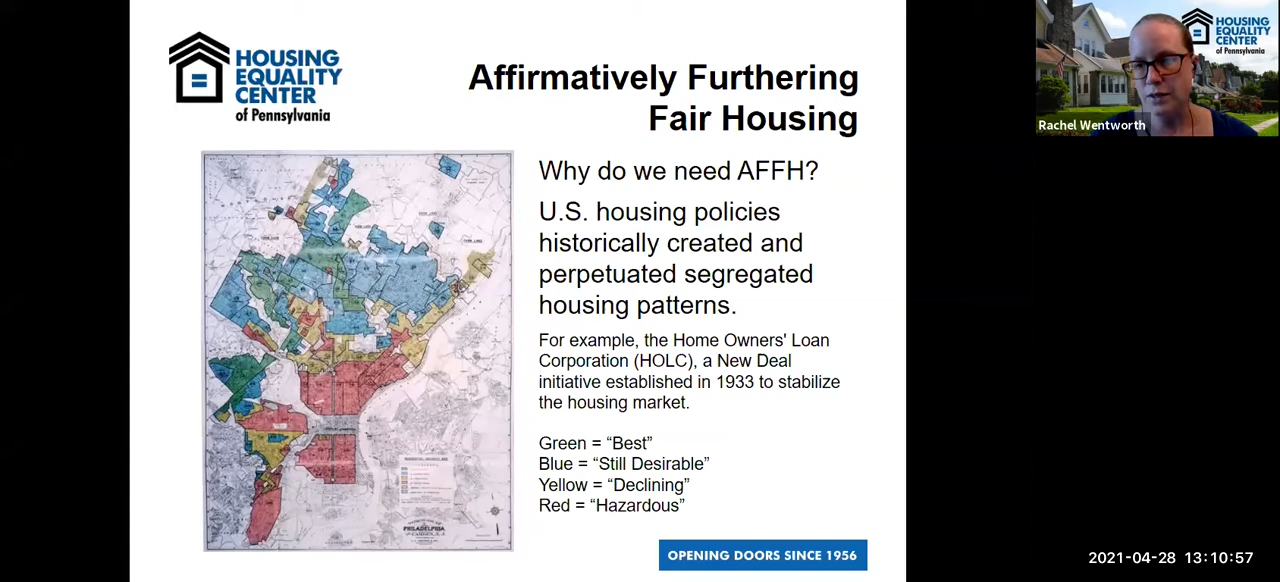 HOUSING
EQUALITY
CENTER
of Pennsylvania
Affirmatively Furthering
Fair Housing
Why do we need AFFH?
U.S. housing policies
historically created and
perpetuated segregated
housing patterns.
For example, the Home Owners' Loan
Corporation (HOLC), a New Deal
initiative established in 1933 to stabilize
the housing market.
Green = “Best”
Blue = “Still Desirable”
Yellow = “Declining”
Red = “Hazardous”
PHILADELPHIA
OPENING DOORS SINCE 1956
HOUSING
EQUALITY
CENTER
of Pennsylvania
Rachel Wentworth
2021-04-28 13:10:57